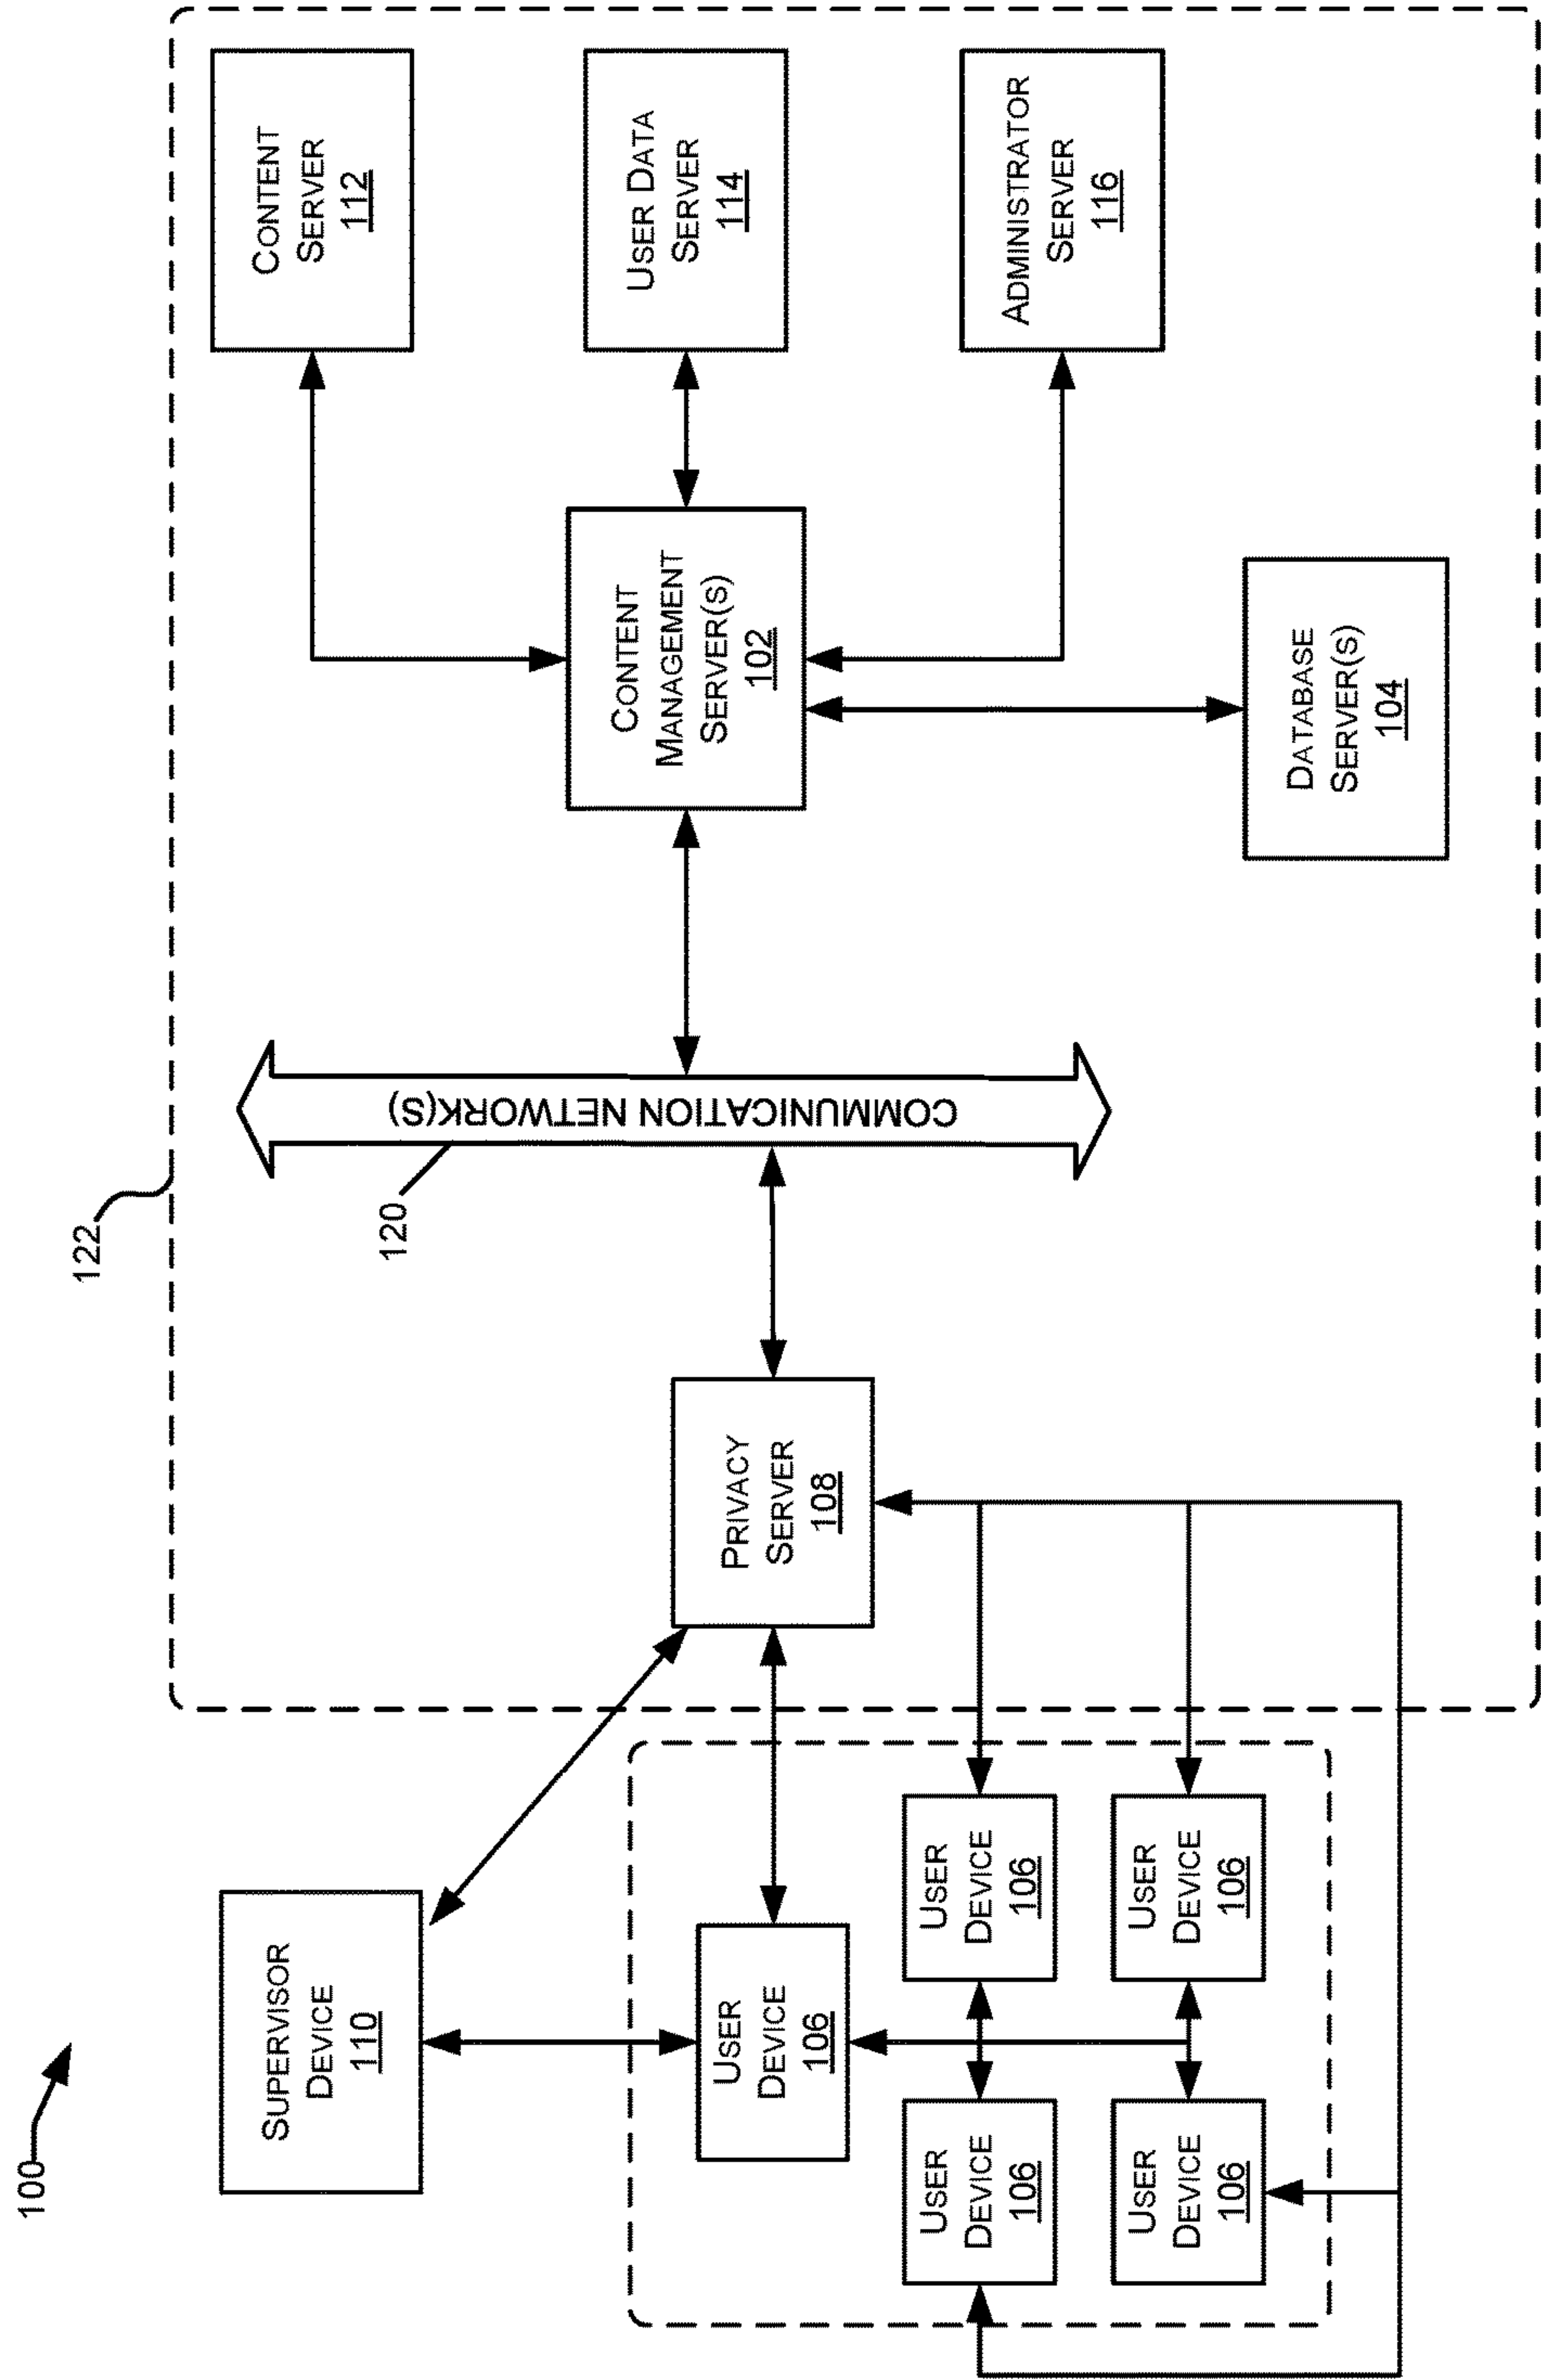 100
122
120
SUPERVISOR
DEVICE
110
USER
DEVICE
106
USER
DEVICE
106
USER
DEVICE
106
USER
DEVICE
106
USER
DEVICE
106
PRIVACY
SERVER
108
COMMUNICATION NETWORK(S)
CONTENT
MANAGEMENT
SERVER(S)
102
CONTENT
SERVER
112
USER DATA
SERVER
114
ADMINISTRATOR
SERVER
116
DATABASE
SERVER(S)
104